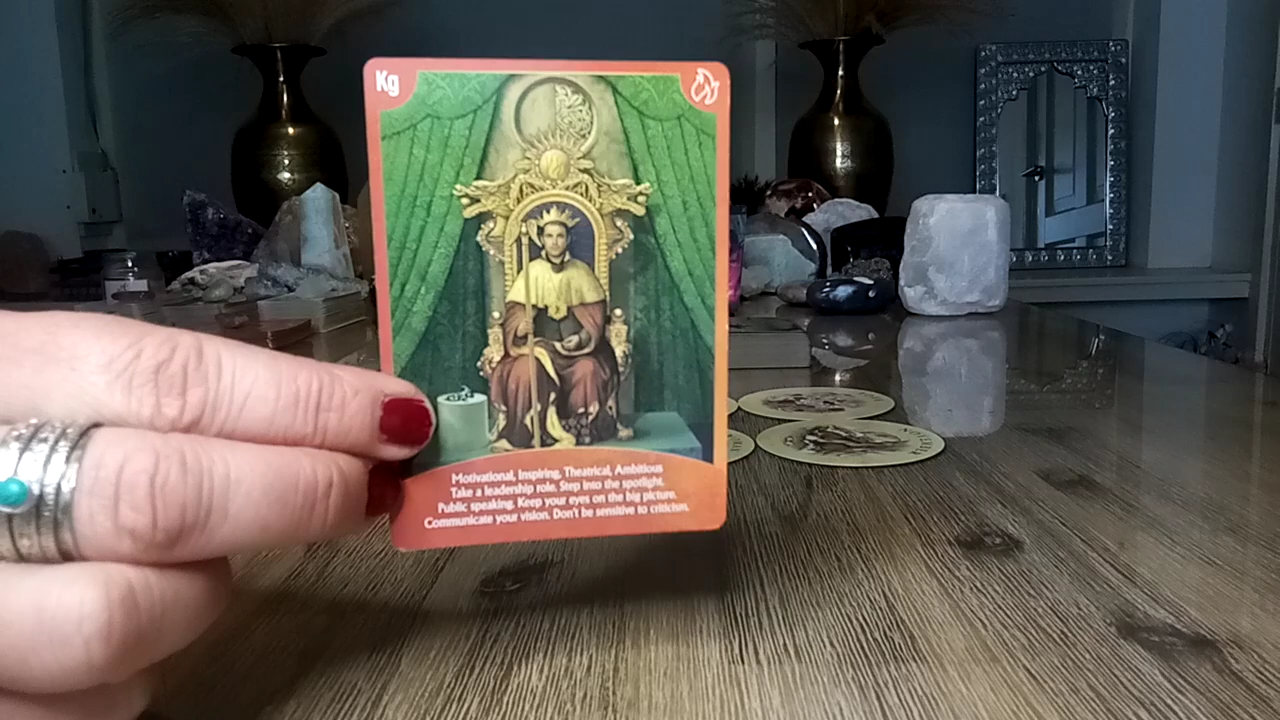 Kg
Motivational, Inspiring, Theatrical, Ambitious
Take a leadership role. Step into the spotlight.
Public speaking. Keep your eyes on the big picture.
Communicate your vision. Don't be sensitive to criticism.